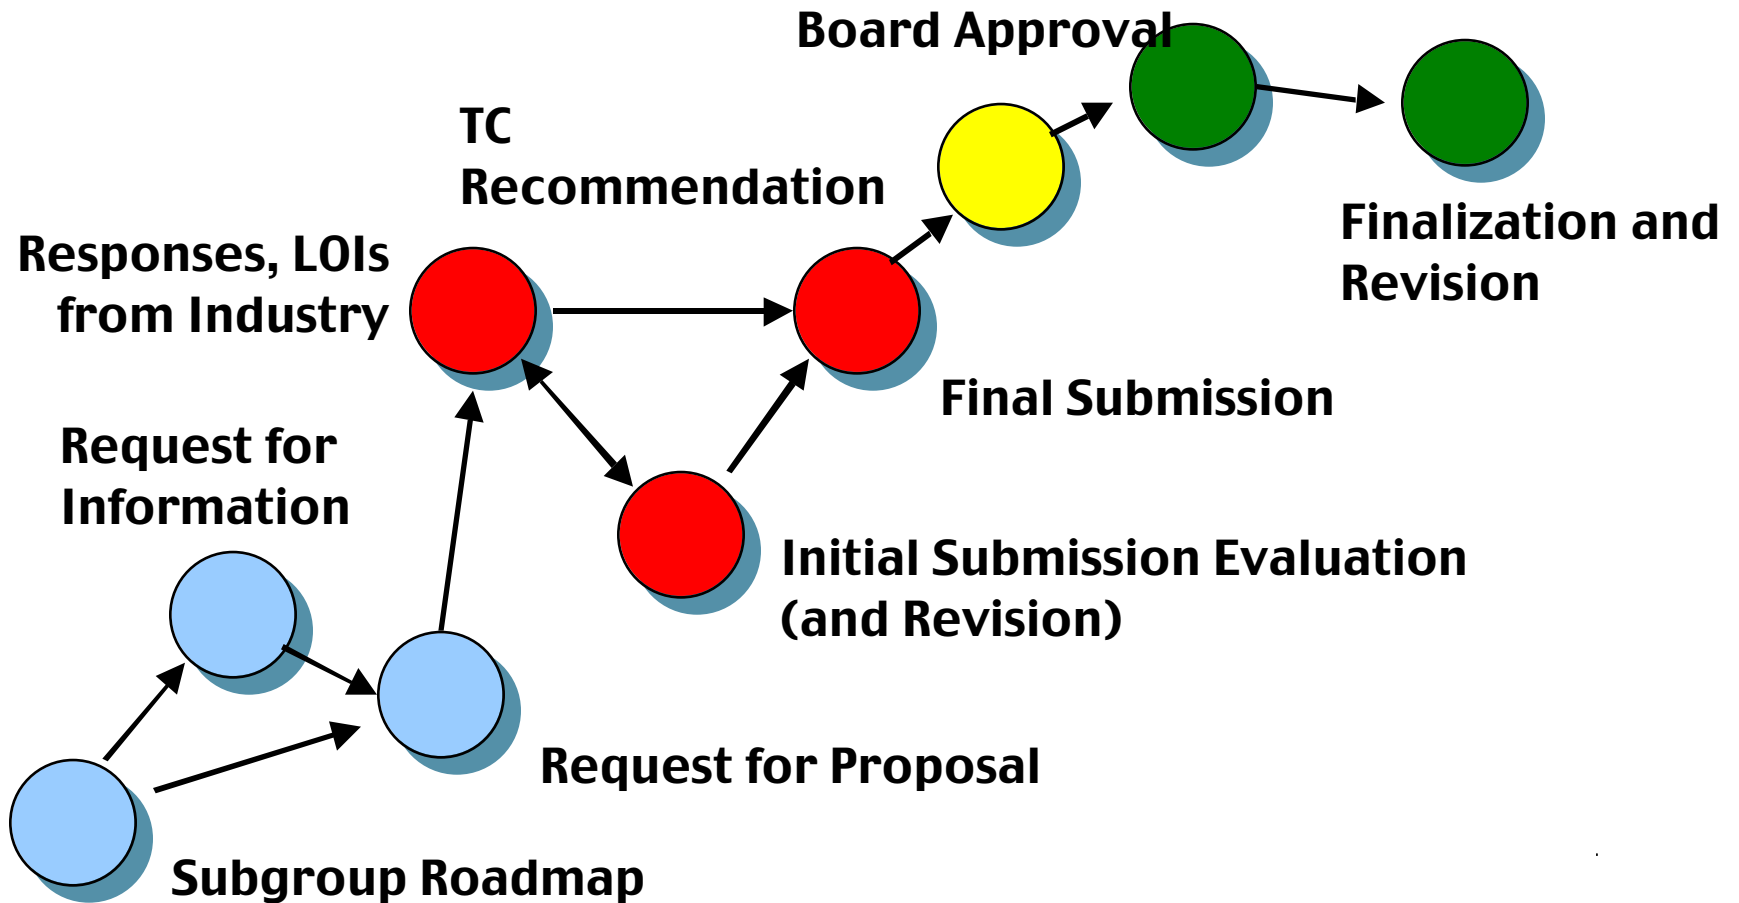 Board Approval
TC
Recommendation
Finalization and
Revision
Responses, LOIs
from Industry
Final Submission
Request for
Information
Initial Submission Evaluation
(and Revision)
Request for Proposal
Subgroup Roadmap